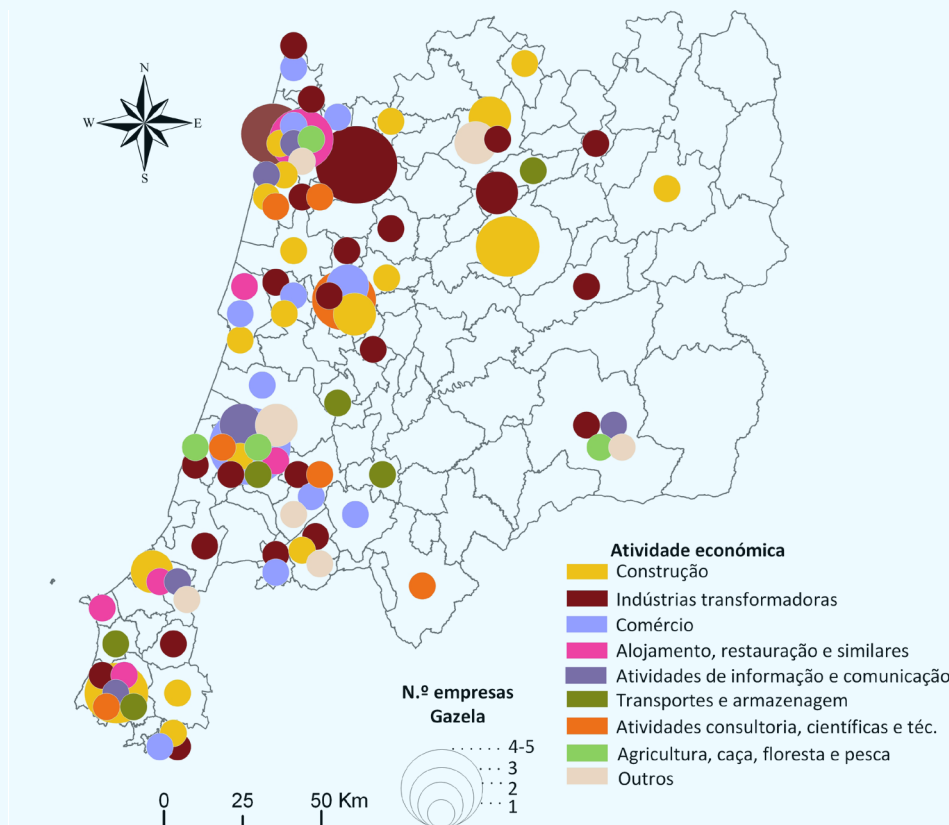 N
W
E
S
Atividade económica
Construção
Indústrias transformadoras
Comércio
Alojamento, restauração e similares
Atividades de informação e comunicação
Transportes e armazenagem
Atividades consultoria, científicas e téc.
Agricultura, caça, floresta e pesca
Outros
N.º empresas
Gazela
4-5
3
2
1
0 25 50 Km